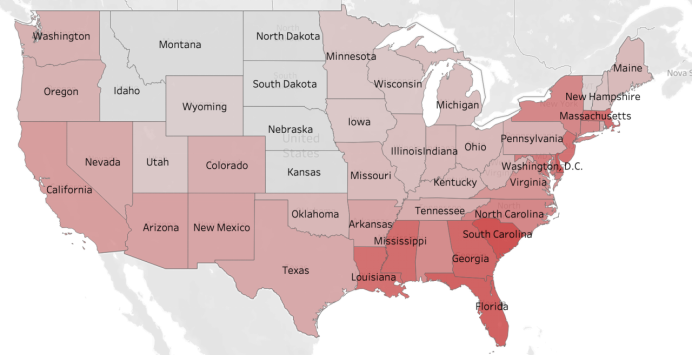 Washington
Montana
North Dakota
Minnesota
Maine
Oregon
Idaho
Wyoming
South Dakota
Wisconsin
Michigan
New Hampshire
Massachusetts
Nebraska
Iowa
United
States
Nevada
Utah
Colorado
Kansas
Missouri
Illinois
Indiana
Ohio
Pennsylvania
Washington, D.C.
Kentucky
Virginia
California
Arizona
New Mexico
Oklahoma
Arkansas
Tennessee
North Carolina
South Carolina
Mississippi
Georgia
Texas
Louisiana
Florida
Nova S